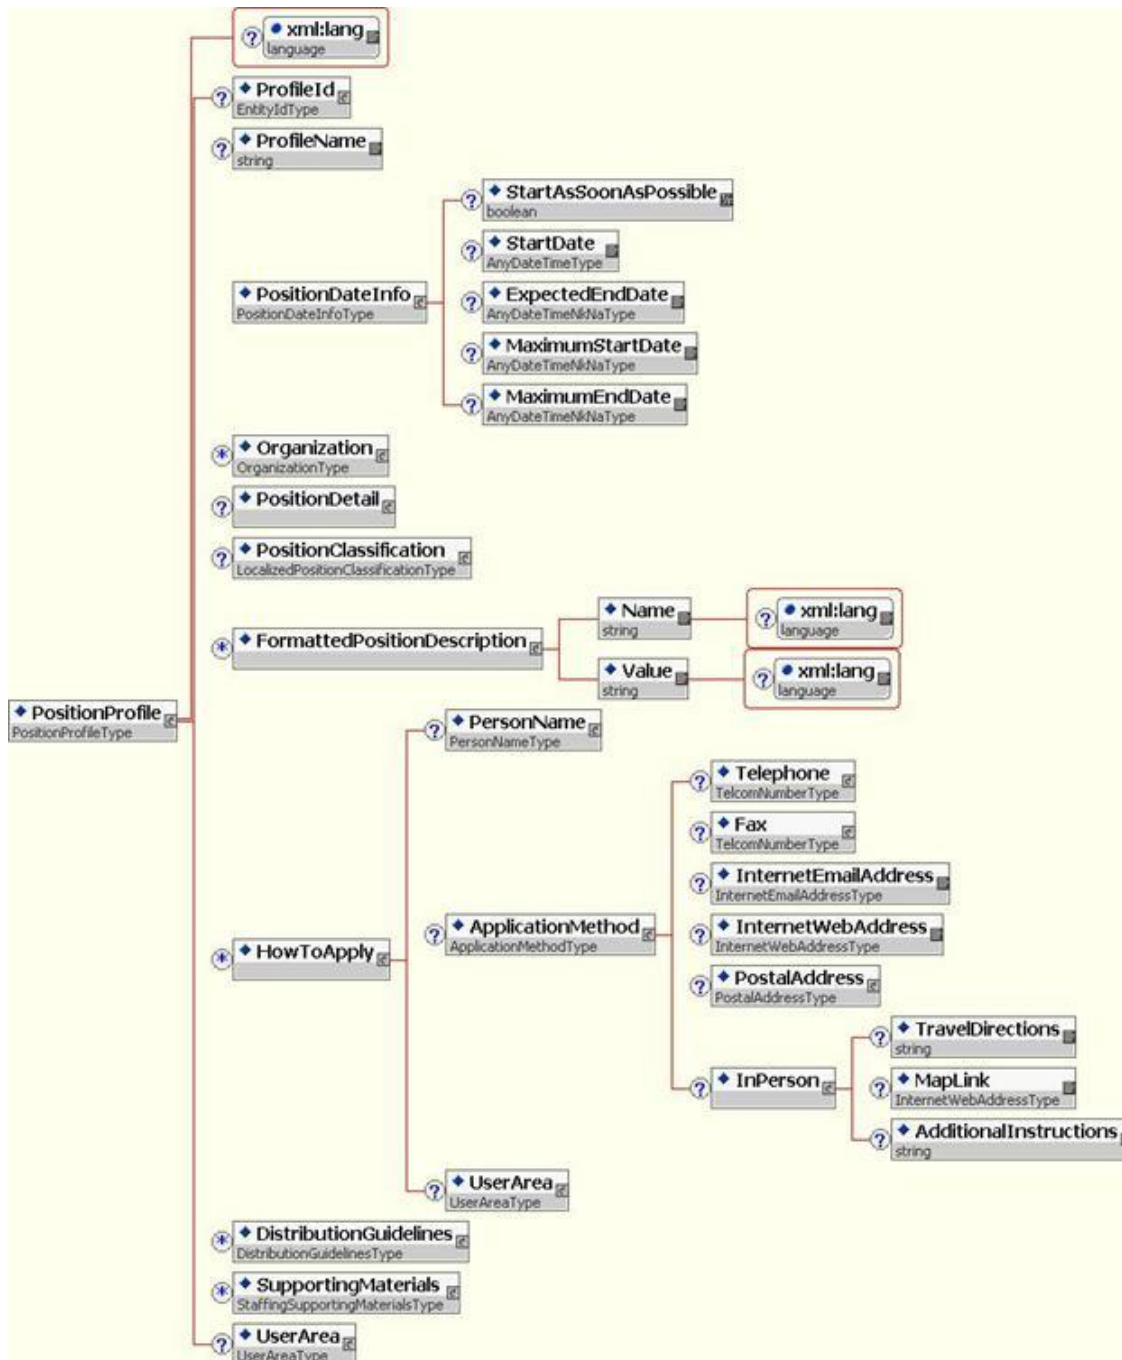 xml:lang
language
ProfileId
EntityIdType
ProfileName
string
StartAsSoonAsPossible
boolean
StartDate
AnyDateTimeType
PositionDateInfo
PositionDateInfoType
ExpectedEndDate
AnyDateTimeNkNaType
MaximumStartDate
AnyDateTimeNkNaType
MaximumEndDate
AnyDateTimeNkNaType
Organization
OrganizationType
PositionDetail
PositionClassification
LocalizedPositionClassificationType
FormattedPositionDescription
Name
string
xml:lang
language
Value
string
xml:lang
language
PositionProfile
PositionProfileType
HowToApply
PersonName
PersonNameType
ApplicationMethod
ApplicationMethodType
Telephone
TelcomNumberType
Fax
TelcomNumberType
InternetEmailAddress
InternetEmailAddressType
InternetWebAddress
InternetWebAddressType
PostalAddress
PostalAddressType
InPerson
TravelDirections
string
MapLink
InternetWebAddressType
AdditionalInstructions
string
UserArea
UserAreaType
DistributionGuidelines
DistributionGuidelinesType
SupportingMaterials
StaffingSupportingMaterialsType
UserArea
UserAreaType